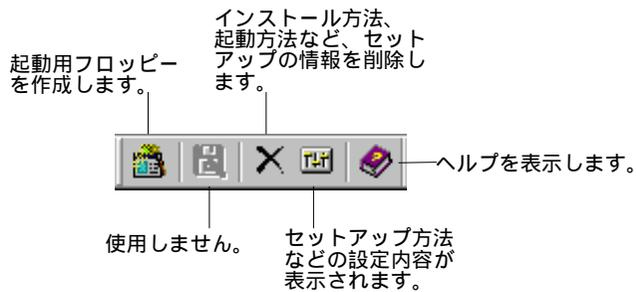 インストール方法、
起動方法など、セット
アップの情報を削除し
ます。
起動用フロッピー
を作成します。
ヘルプを表示します。
使用しません。
セットアップ方法
などの設定内容が
表示されます。